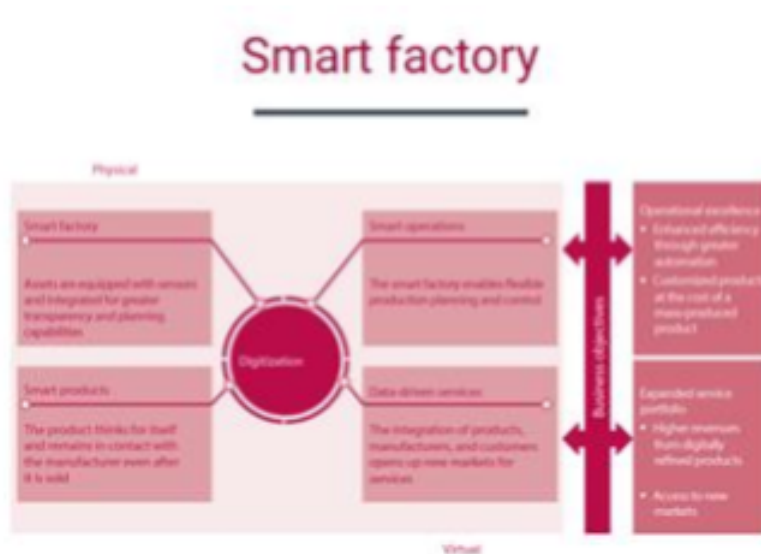 Smart factory
Physical
Smart factory
Assets are equipped with sensors
and integrated for greater
transparency and planning
capabilities
Smart operations
The smart factory enables flexible
production planning and control
Digitization
Smart products
The product thinks for itself
and remains in contact with
the manufacturer even after
it is sold
Data-driven services
The integration of products,
manufacturers, and customers
opens up new markets for
services
Virtual
Business objectives
Operational excellence
• Enhanced efficiency
through greater
automation
• Customized product
at the cost of a
mass-produced
product
Expanded service
portfolio
• Higher revenues
from digitally
refined products
• Access to new
markets